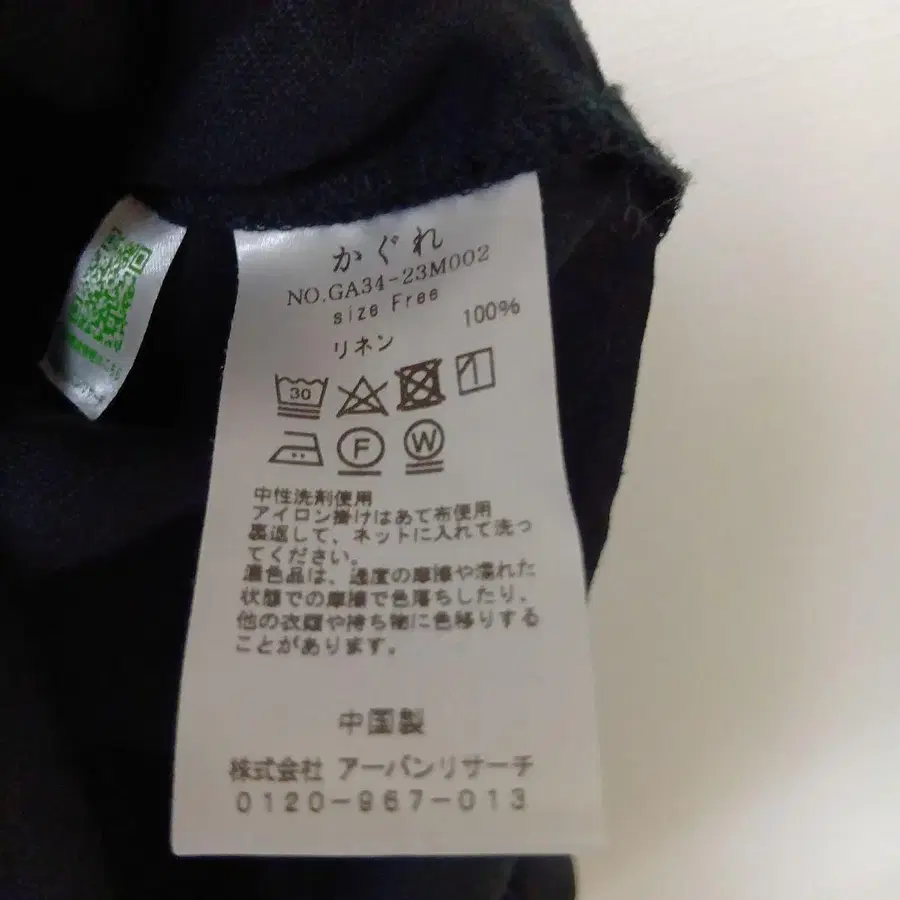 かぐれ
NO.GA34-23M002
size Free
リネン 100%
30
F W
中性洗剤使用
アイロン掛けはあて布使用
裏返して、ネットに入れて洗っ
てください。
濃色品は、過度の摩擦や濡れた
状態での摩擦で色落ちしたり、
他の衣類や持ち物に色移りする
ことがあります。
中国製
株式会社 アーバンリサーチ
0120-967-013